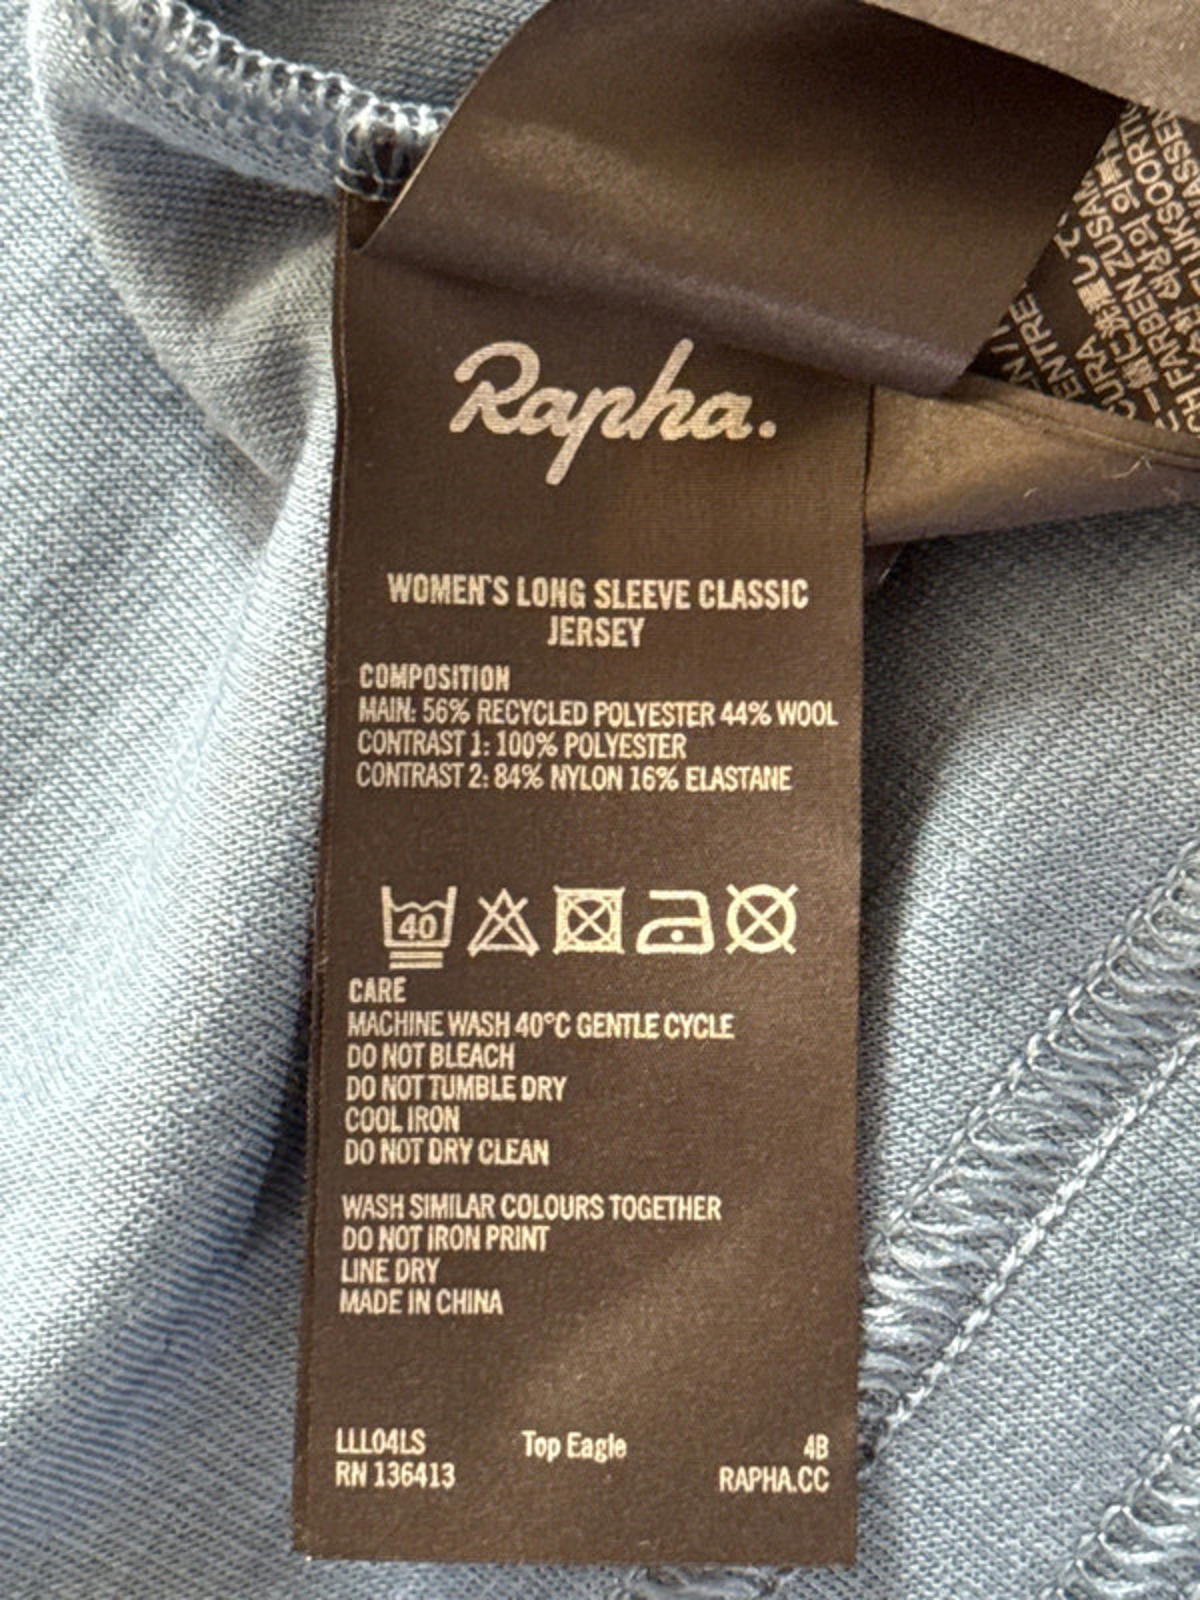 Rapha.
WOMEN'S LONG SLEEVE CLASSIC
JERSEY
COMPOSITION
MAIN: 56% RECYCLED POLYESTER 44% WOOL
CONTRAST 1: 100% POLYESTER
CONTRAST 2: 84% NYLON 16% ELASTANE
40
CARE
MACHINE WASH 40°C GENTLE CYCLE
DO NOT BLEACH
DO NOT TUMBLE DRY
COOL IRON
DO NOT DRY CLEAN
WASH SIMILAR COLOURS TOGETHER
DO NOT IRON PRINT
LINE DRY
MADE IN CHINA
LLL04LS Top Eagle 4B
RN 136413 RAPHA.CC
FARBEN ZUSAM